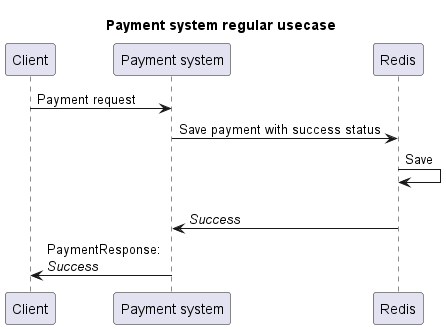 Payment system regular usecase
Client
Payment system
Redis
Payment request
Save payment with success status
Save
Success
PaymentResponse:
Success
Client
Payment system
Redis